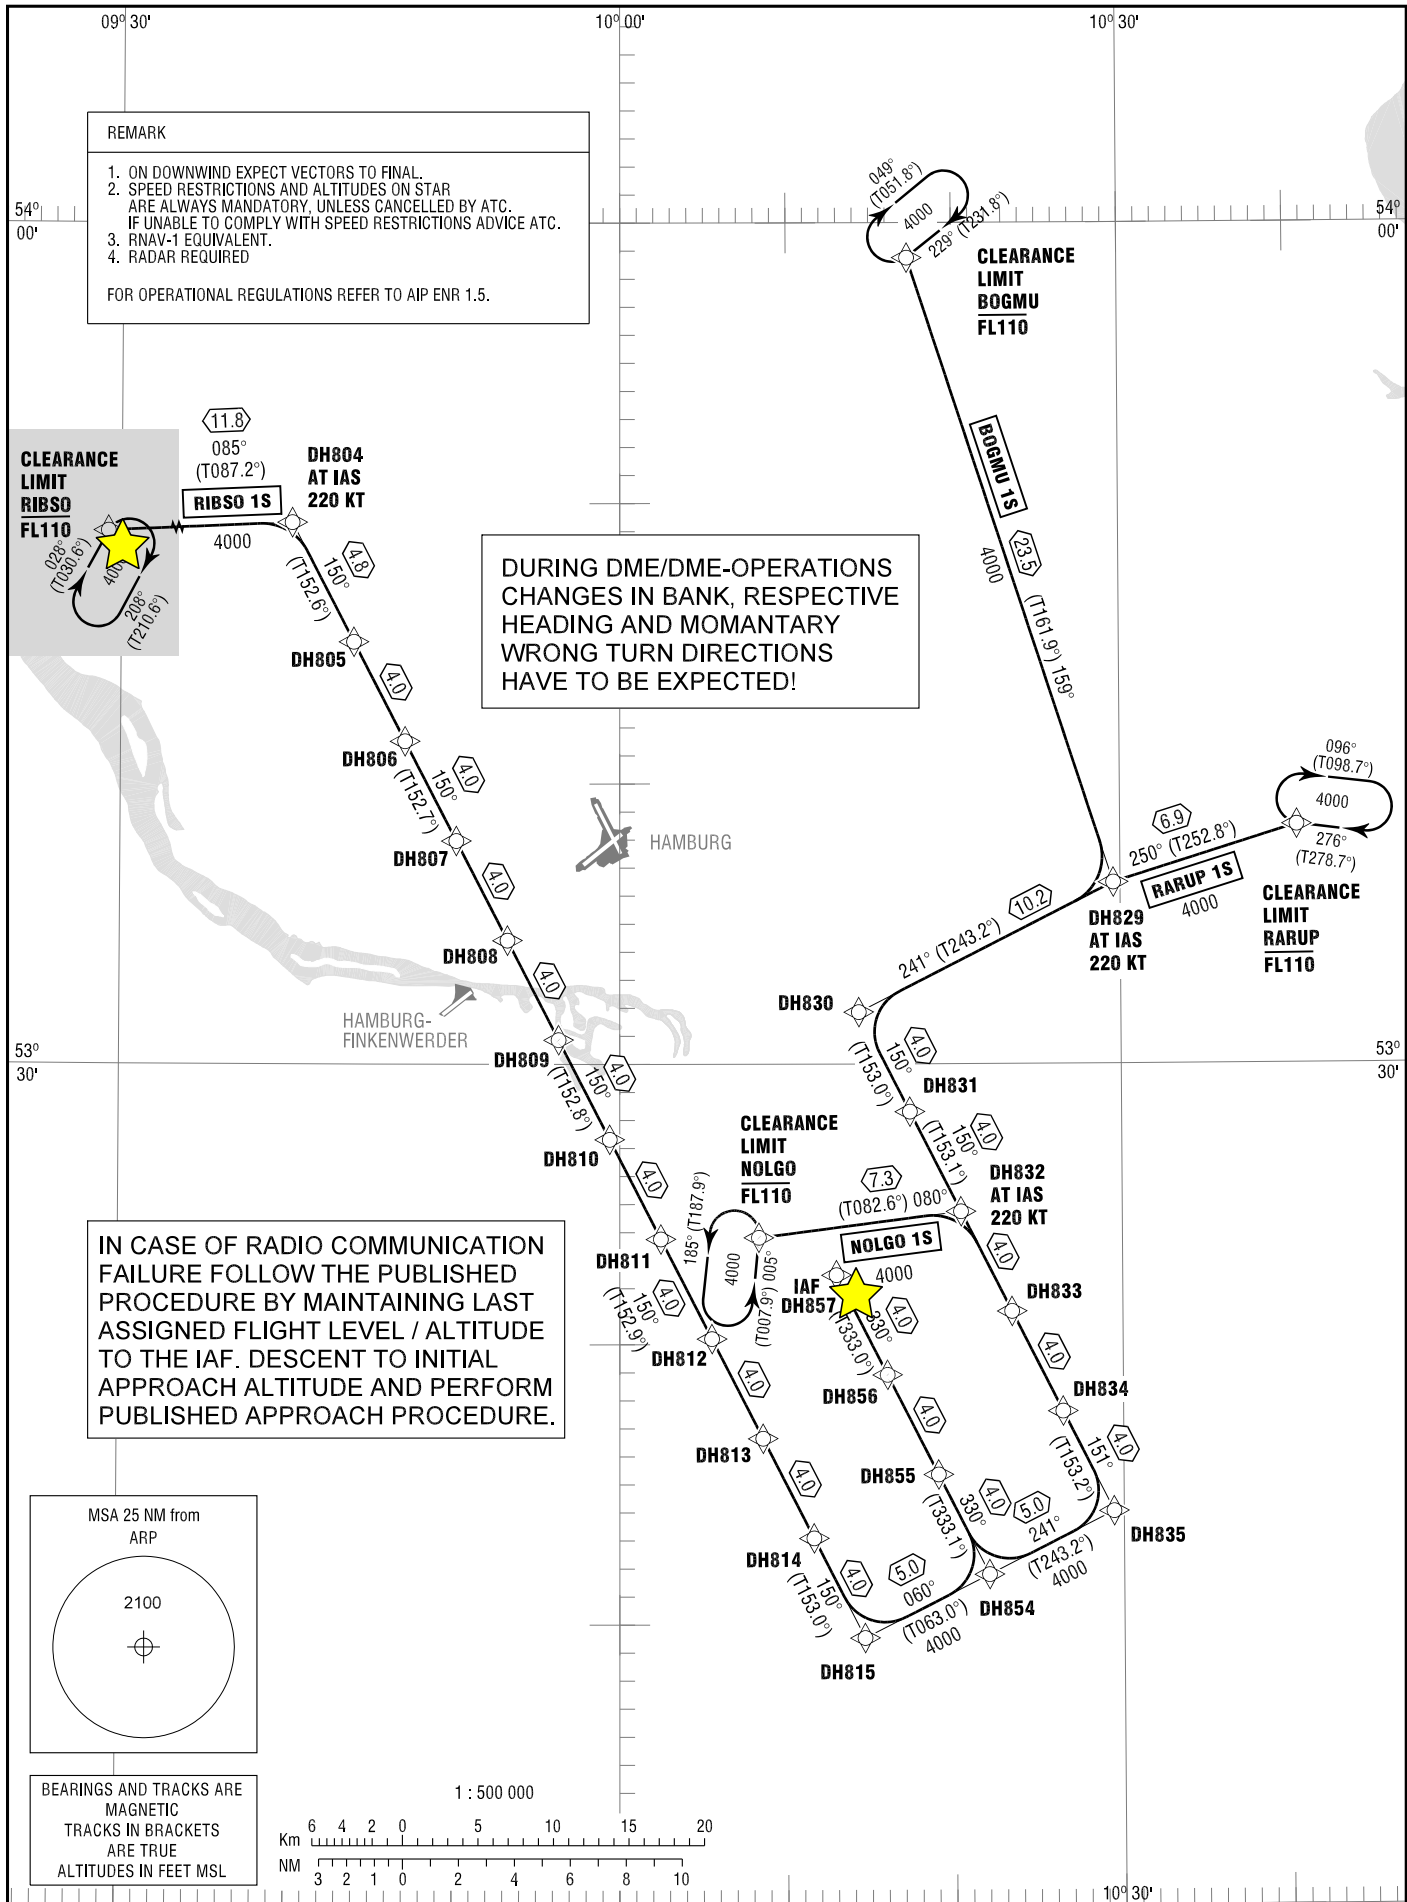 09° 30'
10° 00'
10° 30'
REMARK
1. ON DOWNWIND EXPECT VECTORS TO FINAL.
2. SPEED RESTRICTIONS AND ALTITUDES ON STAR
ARE ALWAYS MANDATORY, UNLESS CANCELLED BY ATC.
IF UNABLE TO COMPLY WITH SPEED RESTRICTIONS ADVICE ATC.
3. RNAV-1 EQUIVALENT.
4. RADAR REQUIRED
FOR OPERATIONAL REGULATIONS REFER TO AIP ENR 1.5.
54°
00'
54°
00'
049°
(T051.8°)
4000
229° (T231.8°)
CLEARANCE
LIMIT
BOGMU
FL110
CLEARANCE
LIMIT
RIBSO
FL110
028°
(T030.6°)
208°
(T210.6°)
11.8
085°
(T087.2°)
RIBSO 1S
4000
DH804
AT IAS
220 KT
4.8
150°
(T152.6°)
DH805
4.0
DH806
4.0
150°
(T152.7°)
DH807
4.0
DH808
4.0
DH809
4.0
150°
(T152.8°)
DH810
4.0
DH811
4.0
150°
(T152.9°)
DH812
4.0
DH813
4.0
DH814
4.0
150°
(T153.0°)
DH815
5.0
060°
(T063.0°)
4000
DH854
BOGMU 1S
4000
23.5
(T161.9°) 159°
DURING DME/DME-OPERATIONS
CHANGES IN BANK, RESPECTIVE
HEADING AND MOMANTARY
WRONG TURN DIRECTIONS
HAVE TO BE EXPECTED!
HAMBURG
HAMBURG-
FINKENWERDER
096°
(T098.7°)
4000
276°
(T278.7°)
CLEARANCE
LIMIT
RARUP
FL110
6.9
250° (T252.8°)
RARUP 1S
4000
DH829
AT IAS
220 KT
10.2
241° (T243.2°)
DH830
4.0
150°
(T153.0°)
DH831
4.0
150°
(T153.1°)
DH832
AT IAS
220 KT
4.0
DH833
4.0
DH834
4.0
151°
(T153.2°)
DH835
5.0
241°
(T243.2°)
4000
53°
30'
53°
30'
CLEARANCE
LIMIT
NOLGO
FL110
185° (T187.9°)
4000
(T007.9°) 005°
7.3
(T082.6°) 080°
NOLGO 1S
4000
IAF
DH857
4.0
330°
(T333.0°)
DH856
4.0
DH855
4.0
330°
(T333.1°)
IN CASE OF RADIO COMMUNICATION
FAILURE FOLLOW THE PUBLISHED
PROCEDURE BY MAINTAINING LAST
ASSIGNED FLIGHT LEVEL / ALTITUDE
TO THE IAF. DESCENT TO INITIAL
APPROACH ALTITUDE AND PERFORM
PUBLISHED APPROACH PROCEDURE.
MSA 25 NM from
ARP
2100
BEARINGS AND TRACKS ARE
MAGNETIC
TRACKS IN BRACKETS
ARE TRUE
ALTITUDES IN FEET MSL
1 : 500 000
Km 6 4 2 0 5 10 15 20
NM 3 2 1 0 2 4 6 8 10
10° 30'